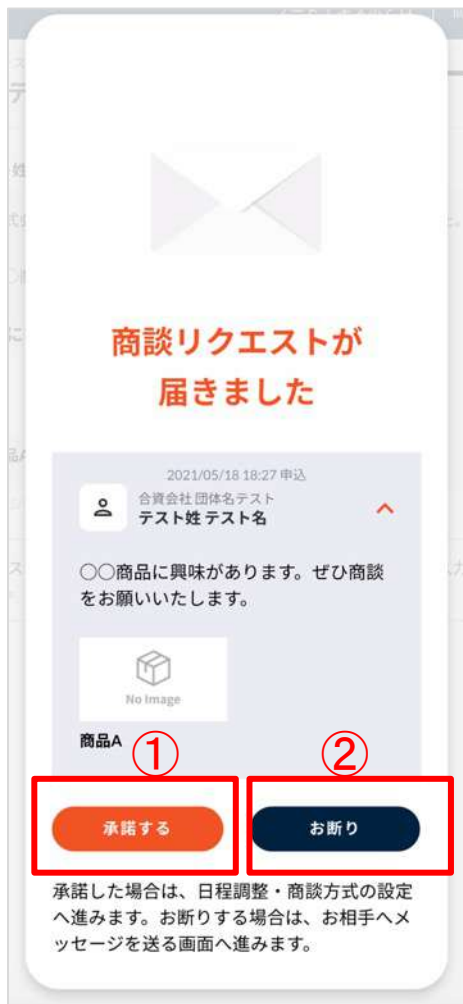 商談リクエストが
届きました
2021/05/18 18:27 申込
合資会社 団体名テスト
テスト姓 テスト名
○○商品に興味があります。ぜひ商談
をお願いいたします。
No Image
商品A
① ②
承諾する お断り
承諾した場合は、日程調整・商談方式の設定
へ進みます。お断りする場合は、お相手へメ
ッセージを送る画面へ進みます。